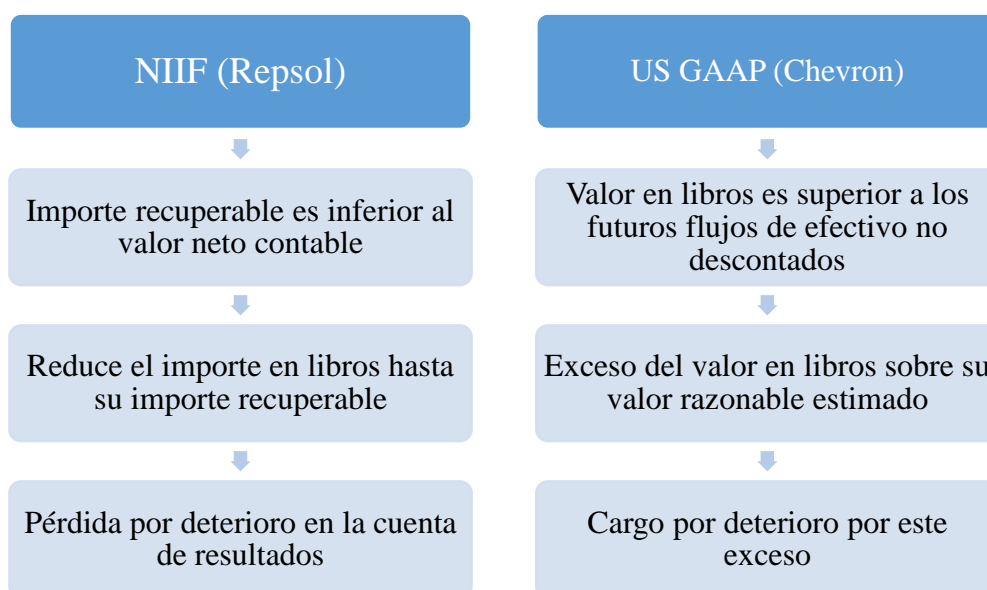 NIIF (Repsol)
Importe recuperable es inferior al
valor neto contable
Reduce el importe en libros hasta
su importe recuperable
Pérdida por deterioro en la cuenta
de resultados
US GAAP (Chevron)
Valor en libros es superior a los
futuros flujos de efectivo no
descontados
Exceso del valor en libros sobre su
valor razonable estimado
Cargo por deterioro por este
exceso